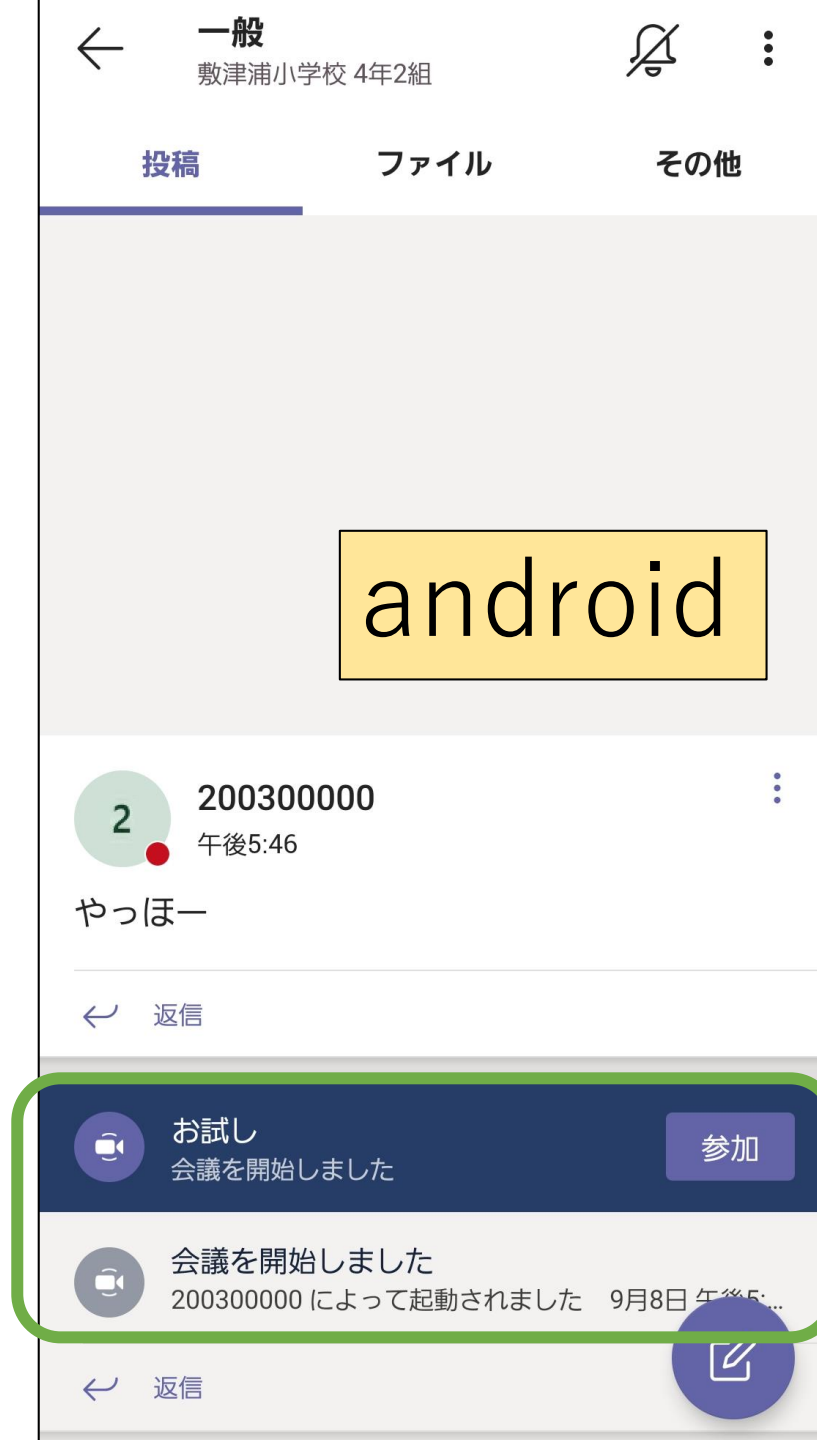 一般
敷津浦小学校 4年2組
投稿 ファイル その他
android
2
200300000
午後5:46
やっほー
返信
お試し
会議を開始しました
参加
会議を開始しました
200300000 によって起動されました 9月8日 午後5:...
返信